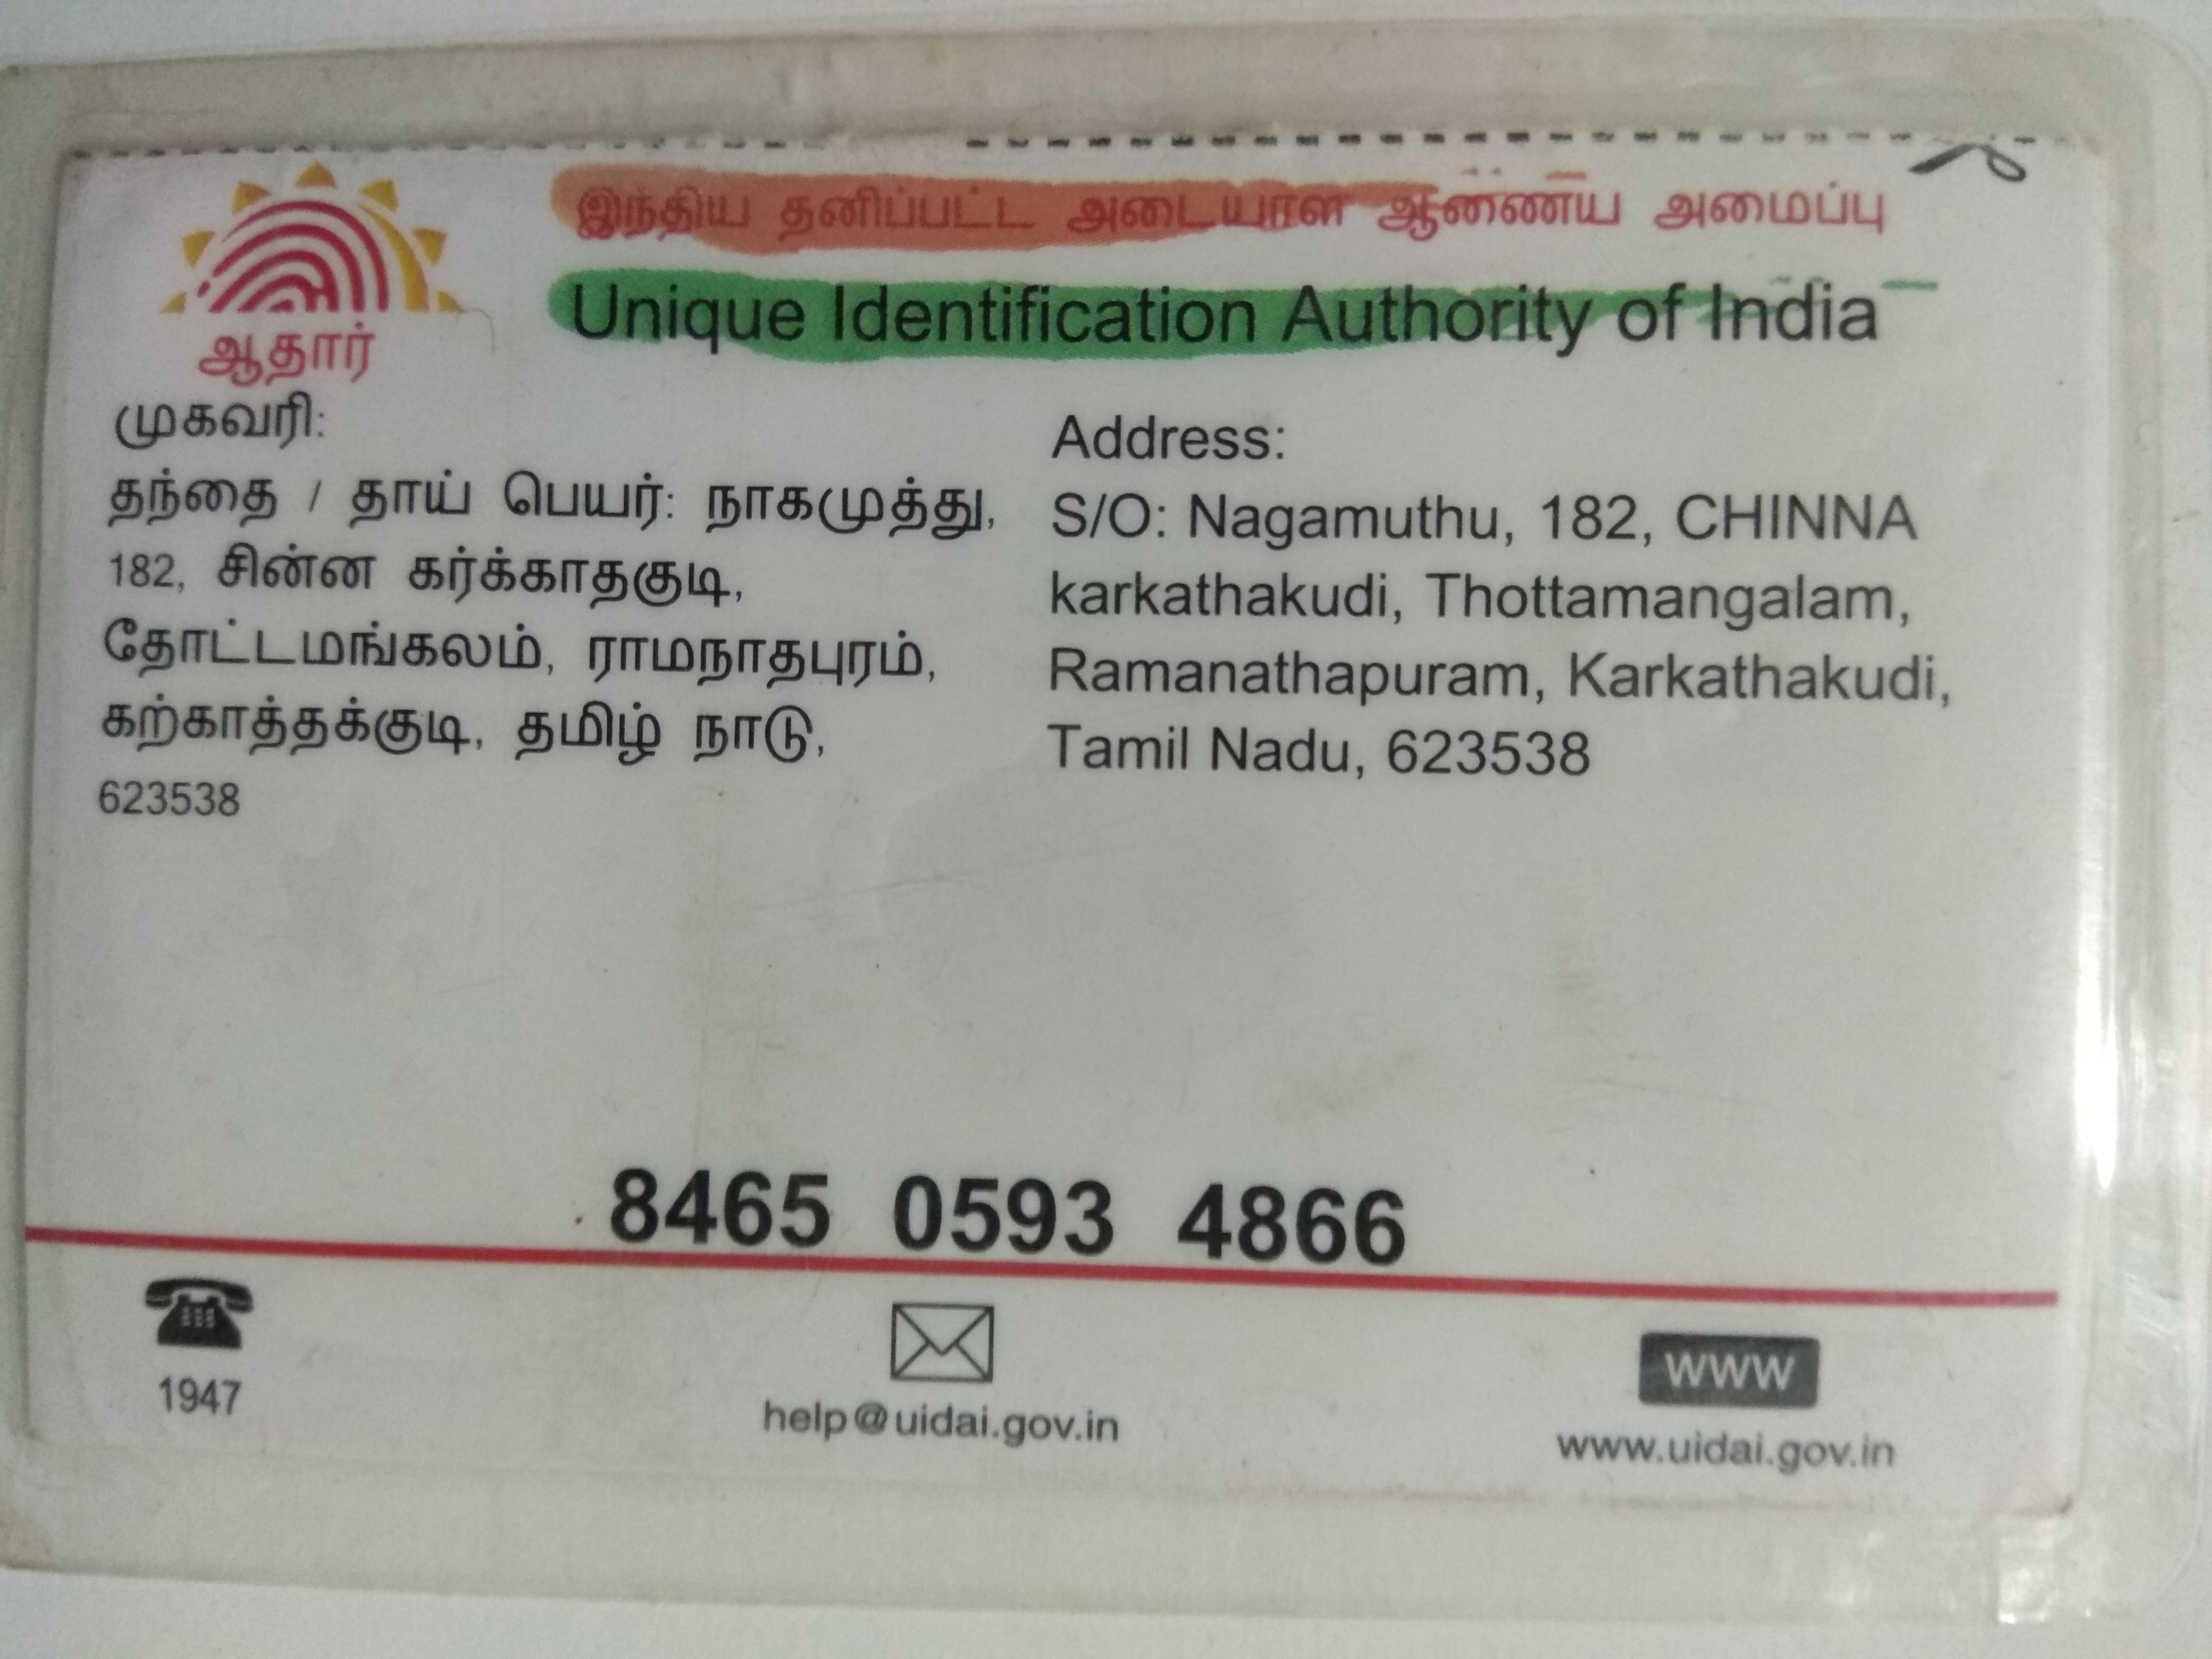 இந்திய தனிப்பட்ட அடையாள ஆணைய அமைப்பு
Unique Identification Authority of India
ஆதார்
முகவரி:
தந்தை / தாய் பெயர்: நாகமுத்து,
182, சின்ன கர்க்காதகுடி,
தோட்டமங்கலம், ராமநாதபுரம்,
கற்காத்தக்குடி, தமிழ் நாடு,
623538
Address:
S/O: Nagamuthu, 182, CHINNA
karkathakudi, Thottamangalam,
Ramanathapuram, Karkathakudi,
Tamil Nadu, 623538
8465 0593 4866
1947
help@uidai.gov.in
www
www.uidai.gov.in